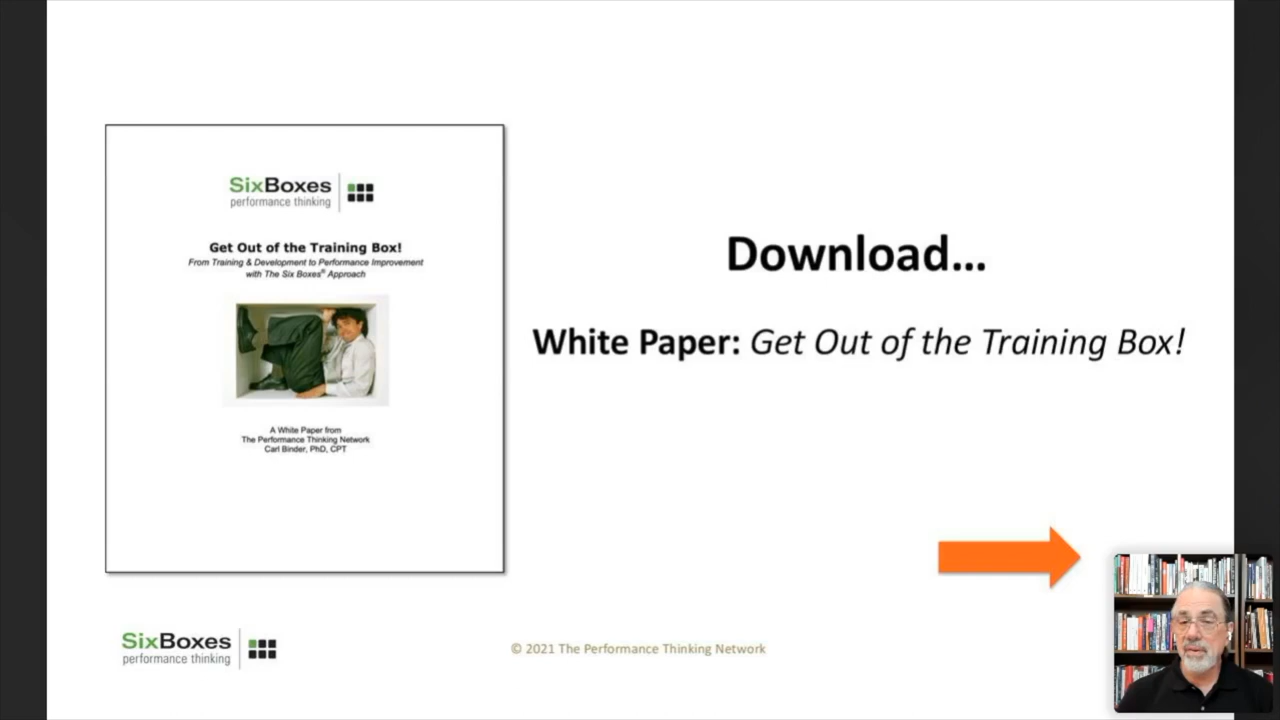 SixBoxes
performance thinking
Get Out of the Training Box!
From Training & Development to Performance Improvement
with The Six Boxes® Approach
A White Paper from
The Performance Thinking Network
Carl Binder, PhD, CPT
Download...
White Paper: Get Out of the Training Box!
SixBoxes
performance thinking
© 2021 The Performance Thinking Network